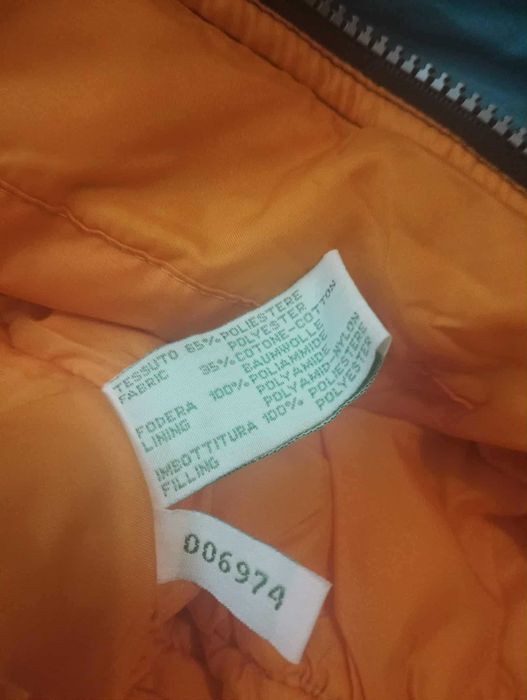 TESSUTO 65% POLIESTERE
FABRIC POLYESTER
35% COTONE-COTTON
BAUMWOLLE
FODERA 100% POLIAMMIDE
LINING POLYAMIDE-NYLON
IMBOTTITURA 100% POLIESTERE
FILLING POLYESTER
006974